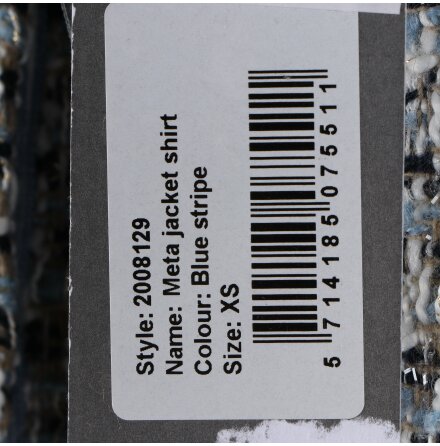 Style: 2008129
Name: Meta jacket shirt
Colour: Blue stripe
Size: XS
5 714185 075511